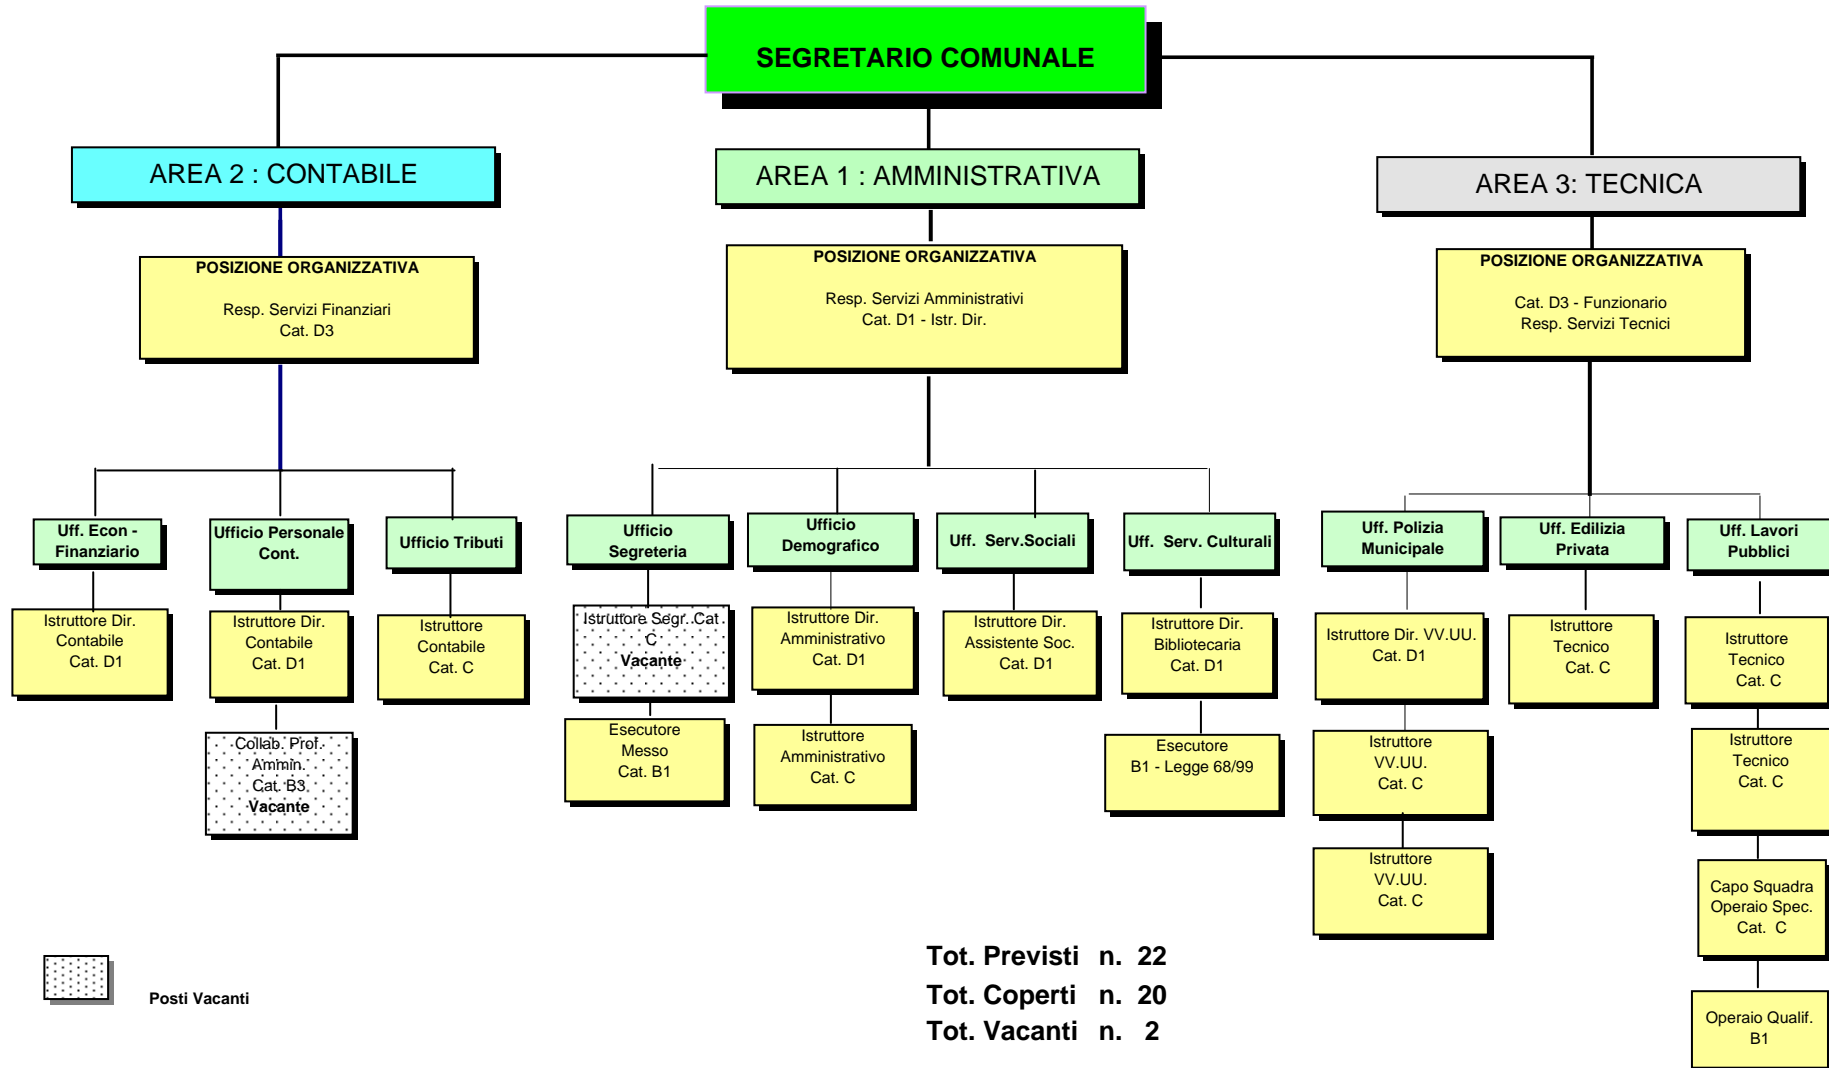 SEGRETARIO COMUNALE
AREA 2 : CONTABILE
AREA 1 : AMMINISTRATIVA
AREA 3: TECNICA
POSIZIONE ORGANIZZATIVA
Resp. Servizi Finanziari
Cat. D3
POSIZIONE ORGANIZZATIVA
Resp. Servizi Amministrativi
Cat. D1 - Istr. Dir.
POSIZIONE ORGANIZZATIVA
Cat. D3 - Funzionario
Resp. Servizi Tecnici
Uff. Econ -
Finanziario
Istruttore Dir.
Contabile
Cat. D1
Ufficio Personale
Cont.
Istruttore Dir.
Contabile
Cat. D1
Collab. Prof.
Ammin.
Cat. B3
Vacante
Ufficio Tributi
Istruttore
Contabile
Cat. C
Ufficio
Segreteria
Istruttore Segr. Cat
C
Vacante
Esecutore
Messo
Cat. B1
Ufficio
Demografico
Istruttore Dir.
Amministrativo
Cat. D1
Istruttore
Amministrativo
Cat. C
Uff. Serv.Sociali
Istruttore Dir.
Assistente Soc.
Cat. D1
Uff. Serv. Culturali
Istruttore Dir.
Bibliotecaria
Cat. D1
Esecutore
B1 - Legge 68/99
Uff. Polizia
Municipale
Istruttore Dir. VV.UU.
Cat. D1
Istruttore
VV.UU.
Cat. C
Istruttore
VV.UU.
Cat. C
Uff. Edilizia
Privata
Istruttore
Tecnico
Cat. C
Uff. Lavori
Pubblici
Istruttore
Tecnico
Cat. C
Istruttore
Tecnico
Cat. C
Capo Squadra
Operaio Spec.
Cat. C
Operaio Qualif.
B1
Posti Vacanti
Tot. Previsti n. 22
Tot. Coperti n. 20
Tot. Vacanti n. 2